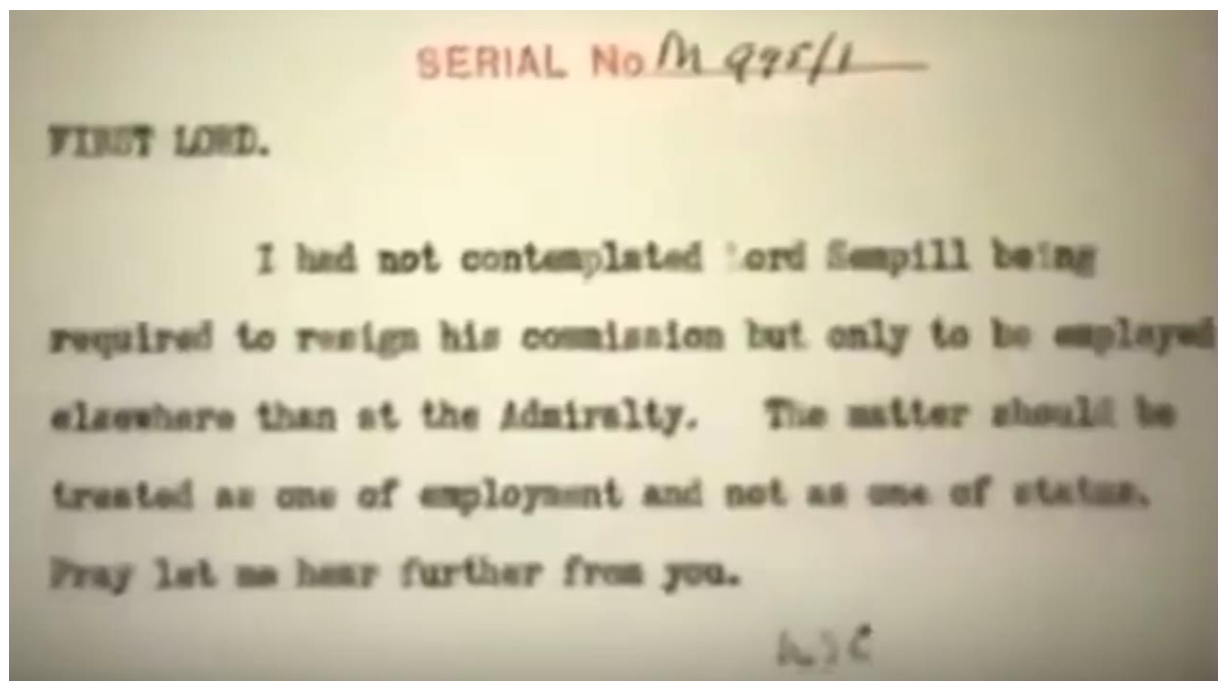 SERIAL No M 995/1
FIRST LORD.
I had not contemplated Lord Sempill being
required to resign his commission but only to be employed
elsewhere than at the Admiralty. The matter should be
treated as one of employment and not as one of status.
Pray let me hear further from you.